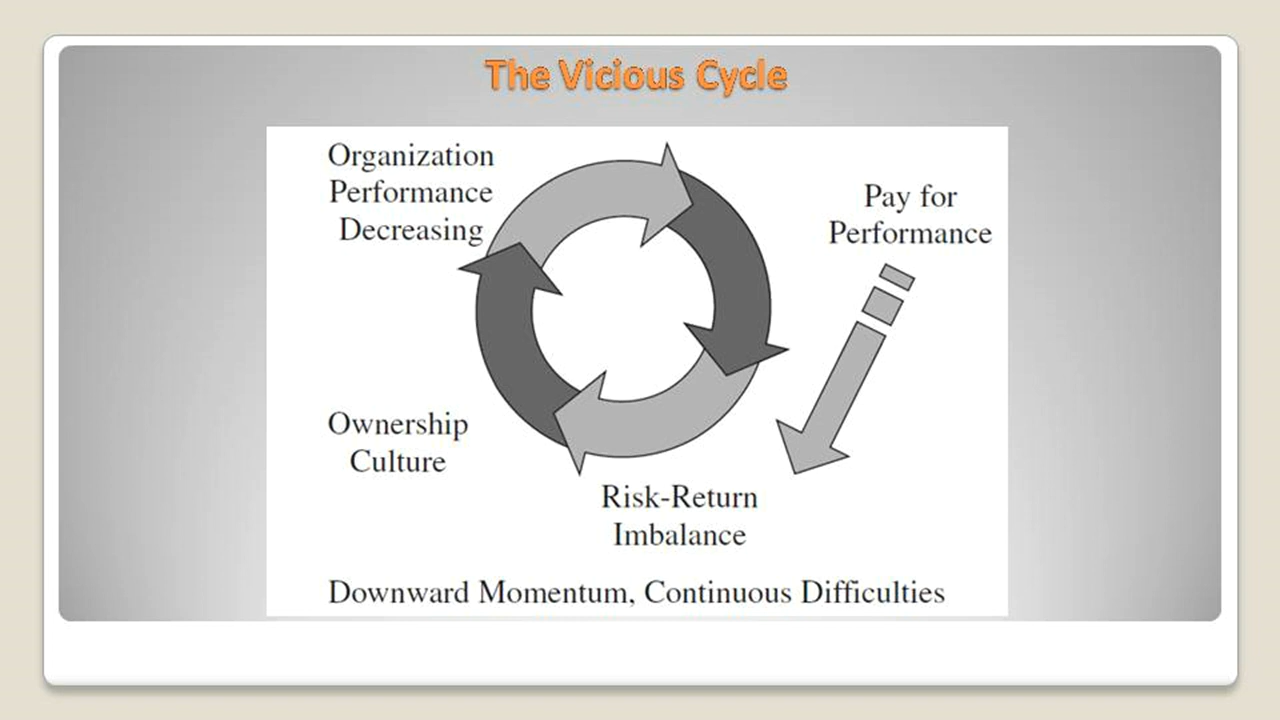 The Vicious Cycle
Organization
Performance
Decreasing
Pay for
Performance
Ownership
Culture
Risk-Return
Imbalance
Downward Momentum, Continuous Difficulties